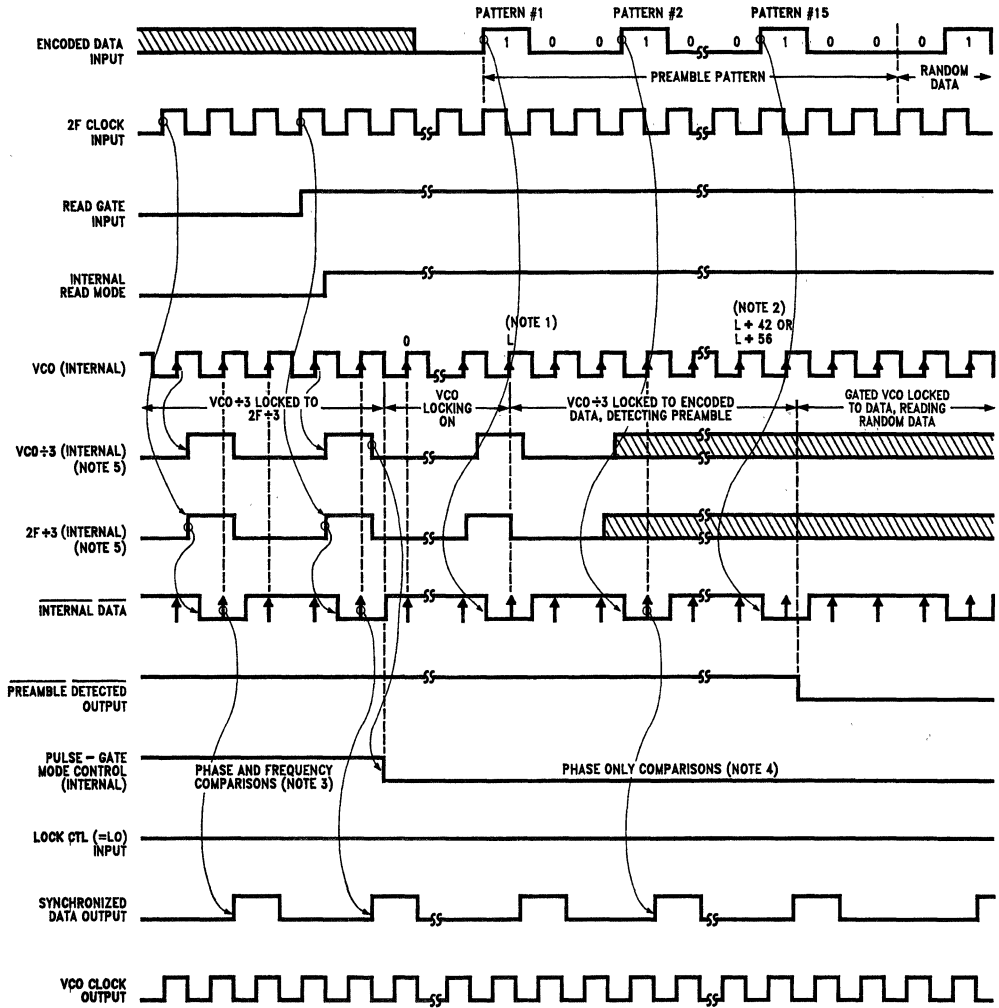 PATTERN #1 PATTERN #2 PATTERN #15
ENCODED DATA
INPUT
1 0 0 1 0 0 1 0 0 0 1
PREAMBLE PATTERN
RANDOM
DATA
2F CLOCK
INPUT
READ GATE
INPUT
INTERNAL
READ MODE
(NOTE 1)
(NOTE 2)
0 L L + 42 OR
L + 56
VCO (INTERNAL)
VCO÷3 LOCKED TO
2F÷3
VCO
LOCKING
ON
VCO÷3 LOCKED TO ENCODED
DATA, DETECTING PREAMBLE
GATED VCO LOCKED
TO DATA, READING
RANDOM DATA
VCO÷3 (INTERNAL)
(NOTE 5)
2F÷3 (INTERNAL)
(NOTE 5)
INTERNAL DATA
PREAMBLE DETECTED
OUTPUT
PULSE – GATE
MODE CONTROL
(INTERNAL)
PHASE AND FREQUENCY
COMPARISONS (NOTE 3)
PHASE ONLY COMPARISONS (NOTE 4)
LOCK CTL (=LO)
INPUT
SYNCHRONIZED
DATA OUTPUT
VCO CLOCK
OUTPUT